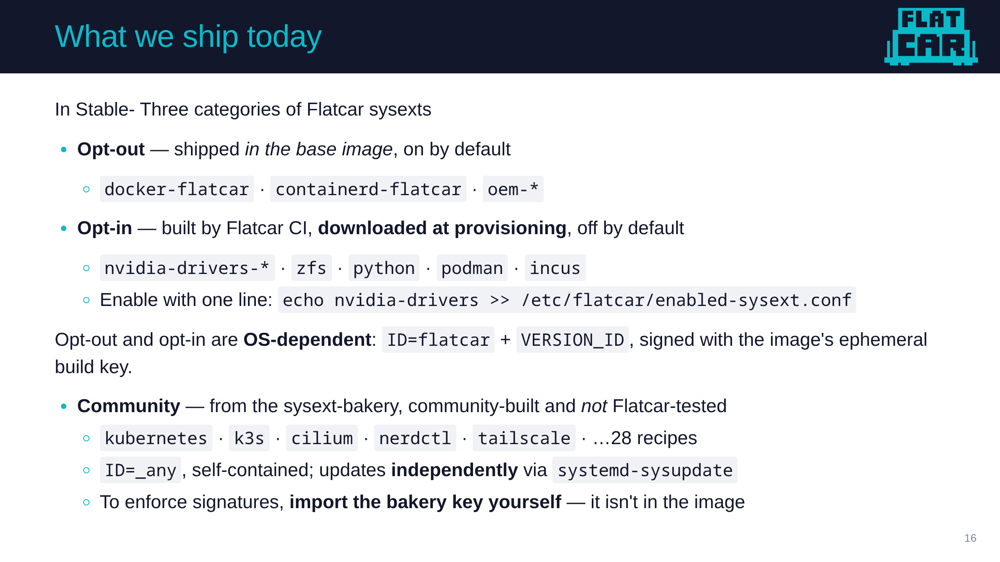 What we ship today
FLAT
CAR
In Stable- Three categories of Flatcar sysexts
• Opt-out — shipped in the base image, on by default
○ docker-flatcar · containerd-flatcar · oem-*
• Opt-in — built by Flatcar CI, downloaded at provisioning, off by default
○ nvidia-drivers-* · zfs · python · podman · incus
○ Enable with one line: echo nvidia-drivers >> /etc/flatcar/enabled-sysext.conf
Opt-out and opt-in are OS-dependent: ID=flatcar + VERSION_ID, signed with the image's ephemeral
build key.
• Community — from the sysext-bakery, community-built and not Flatcar-tested
○ kubernetes · k3s · cilium · nerdctl · tailscale · …28 recipes
○ ID=_any, self-contained; updates independently via systemd-sysupdate
○ To enforce signatures, import the bakery key yourself — it isn't in the image
16